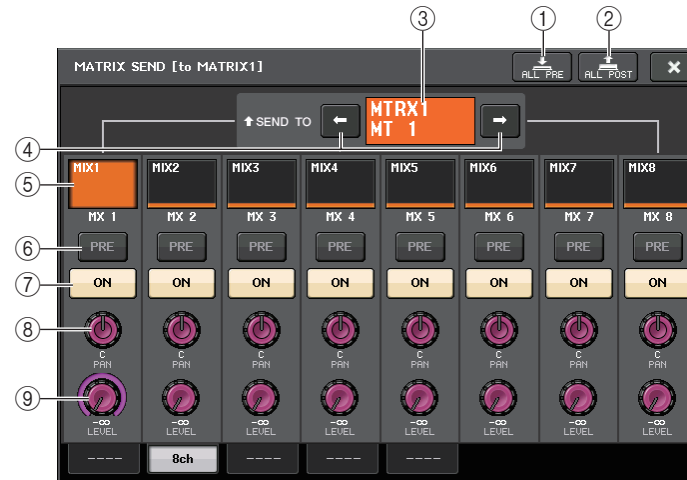 ① ② ③
MATRIX SEND [to MATRIX1] ALL PRE ALL POST ×
SEND TO MTRX1
MT 1
④
⑤ MIX1 MIX2 MIX3 MIX4 MIX5 MIX6 MIX7 MIX8
MX 1 MX 2 MX 3 MX 4 MX 5 MX 6 MX 7 MX 8
⑥ PRE PRE PRE PRE PRE PRE PRE PRE
⑦ ON ON ON ON ON ON ON ON
⑧ C C C C C C C C
PAN PAN PAN PAN PAN PAN PAN PAN
⑨ -∞ -∞ -∞ -∞ -∞ -∞ -∞ -∞
LEVEL LEVEL LEVEL LEVEL LEVEL LEVEL LEVEL LEVEL
---- 8ch ---- ---- ----